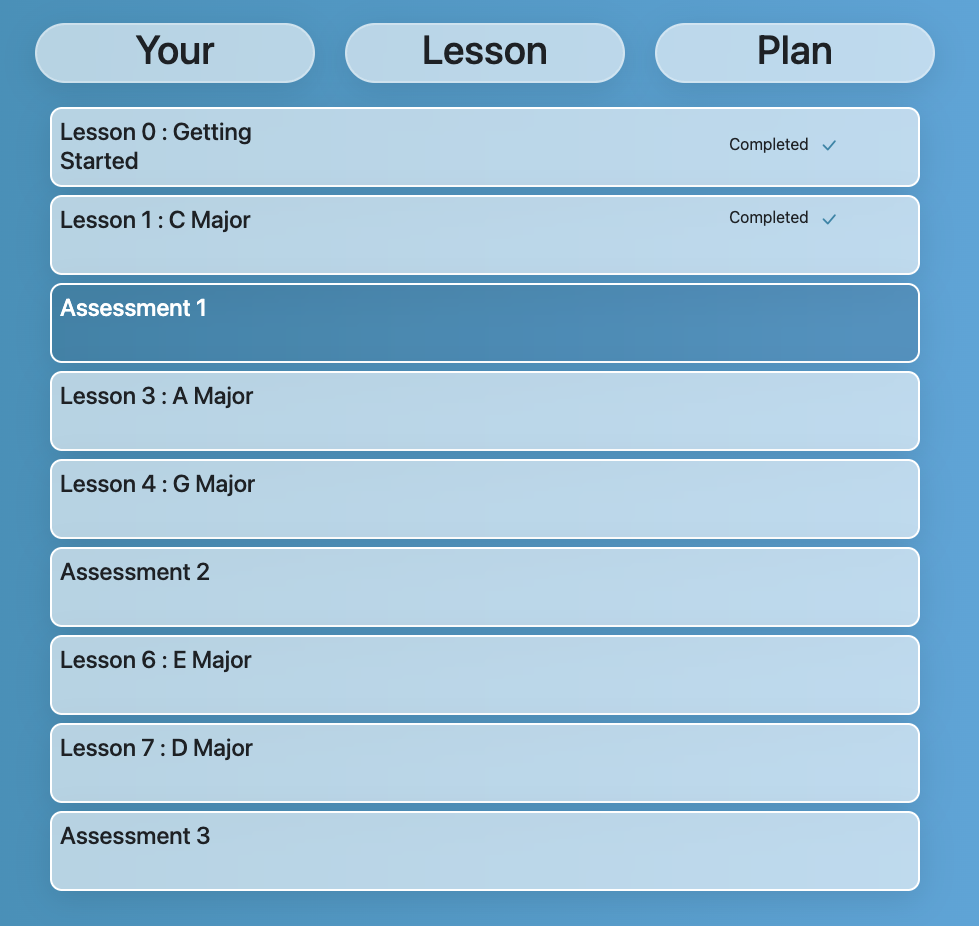 Your Lesson Plan
Lesson 0 : Getting
Started
Completed ✓
Lesson 1 : C Major
Completed ✓
Assessment 1
Lesson 3 : A Major
Lesson 4 : G Major
Assessment 2
Lesson 6 : E Major
Lesson 7 : D Major
Assessment 3